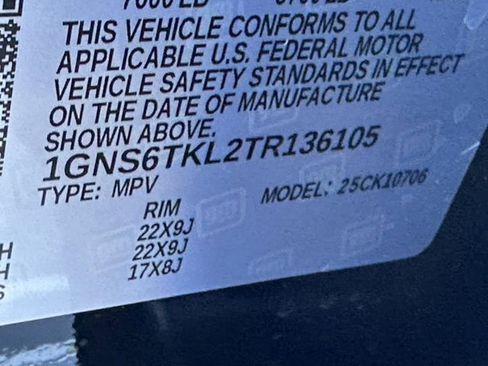 THIS VEHICLE CONFORMS TO ALL
APPLICABLE U.S. FEDERAL MOTOR
VEHICLE SAFETY STANDARDS IN EFFECT
ON THE DATE OF MANUFACTURE
SHOWN ABOVE.
1GNS6TKL2TR136105
TYPE: MPV MODEL: 25CK10706
RIM
22X9J
22X9J
17X8J